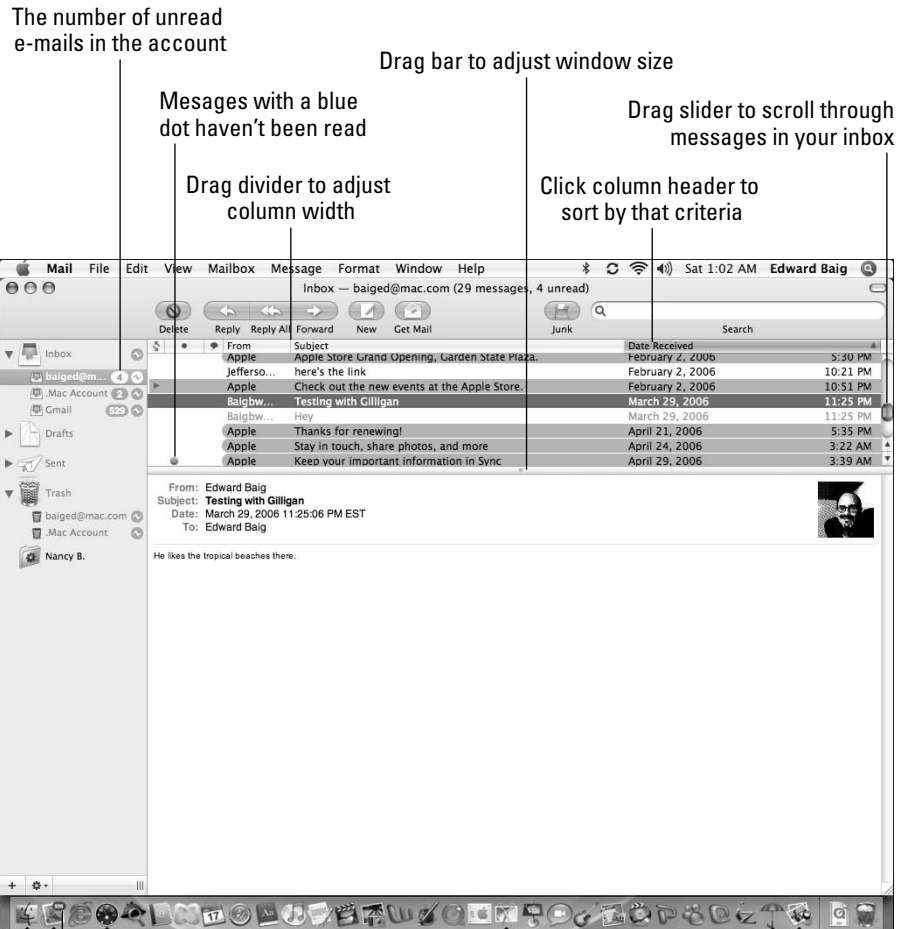 The number of unread
e-mails in the account
Drag bar to adjust window size
Mesages with a blue
dot haven't been read
Drag slider to scroll through
messages in your inbox
Drag divider to adjust
column width
Click column header to
sort by that criteria
Mail File Edit View Mailbox Message Format Window Help Sat 1:02 AM Edward Baig
Inbox — baiged@mac.com (29 messages, 4 unread)
Delete Reply Reply All Forward New Get Mail Junk Search
From Subject Date Received
Inbox
baiged@m... 4
.Mac Account 2
Gmail 529
Drafts
Sent
Trash
baiged@mac.com
.Mac Account
Nancy B.
Apple Apple Store Grand Opening, Garden State Plaza. February 2, 2006 5:30 PM
Jefferso... here's the link February 2, 2006 10:21 PM
Apple Check out the new events at the Apple Store. February 2, 2006 10:51 PM
Baigbw... Testing with Gilligan March 29, 2006 11:25 PM
Baigbw... Hey March 29, 2006 11:25 PM
Apple Thanks for renewing! April 21, 2006 5:35 PM
Apple Stay in touch, share photos, and more April 24, 2006 3:22 AM
Apple Keep your important information in Sync April 29, 2006 3:39 AM
From: Edward Baig
Subject: Testing with Gilligan
Date: March 29, 2006 11:25:06 PM EST
To: Edward Baig
He likes the tropical beaches there.
17